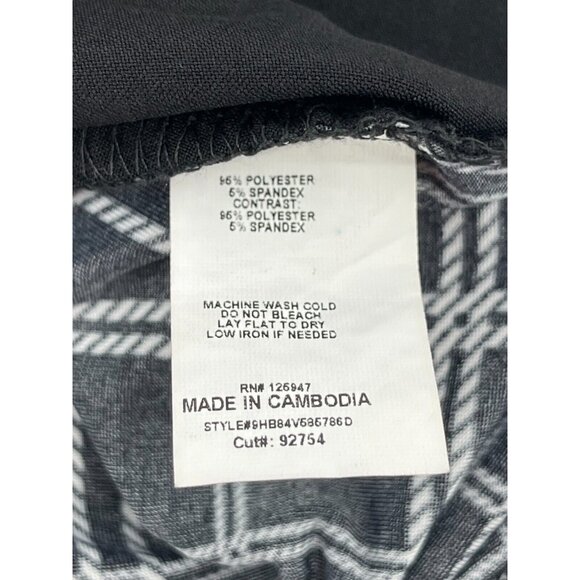 95% POLYESTER
5% SPANDEX
CONTRAST:
95% POLYESTER
5% SPANDEX
MACHINE WASH COLD
DO NOT BLEACH
LAY FLAT TO DRY
LOW IRON IF NEEDED
RN# 125947
MADE IN CAMBODIA
STYLE#9HB84V585786D
Cut#: 92754